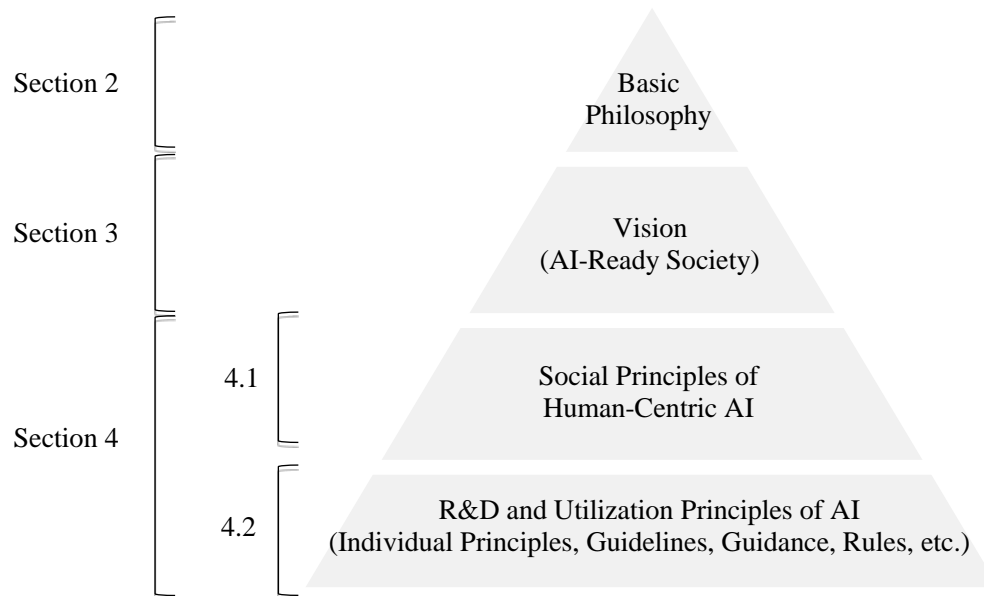 Section 2
Basic
Philosophy
Section 3
Vision
(AI-Ready Society)
Section 4
4.1
Social Principles of
Human-Centric AI
4.2
R&D and Utilization Principles of AI
(Individual Principles, Guidelines, Guidance, Rules, etc.)